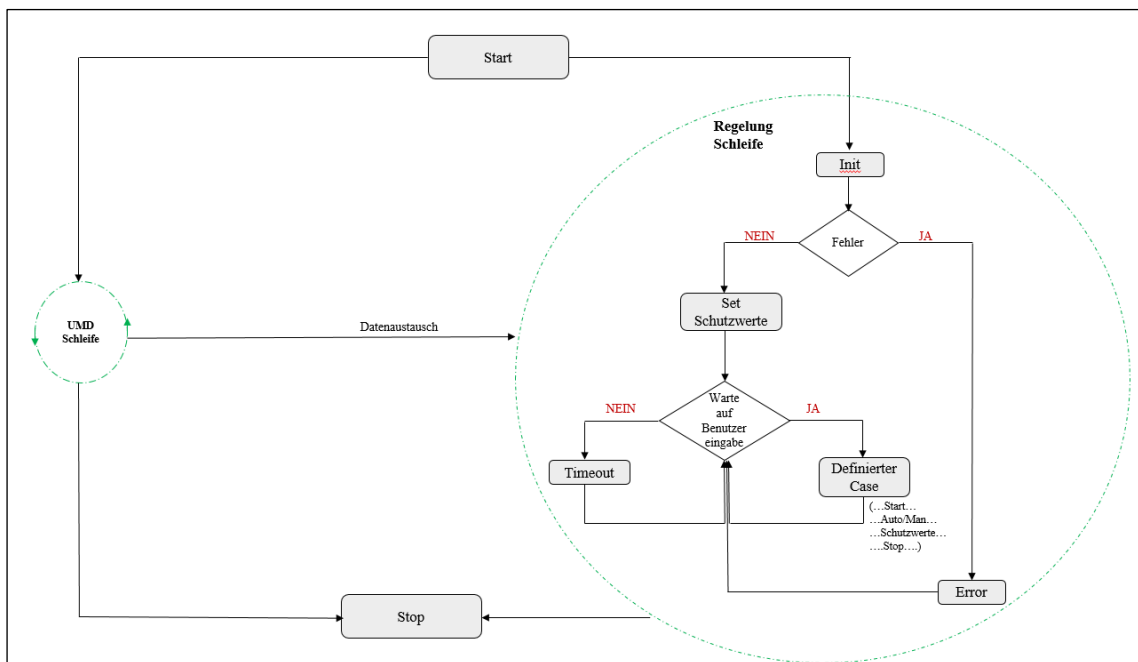 Start
Regelung
Schleife
Init
NEIN
Fehler
JA
Set
Schutzwerte
UMD
Schleife
Datenaustausch
NEIN
Warte
auf
Benutzer
eingabe
JA
Timeout
Definierter
Case
(…Start…
…Auto/Man…
…Schutzwerte…
….Stop….)
Error
Stop